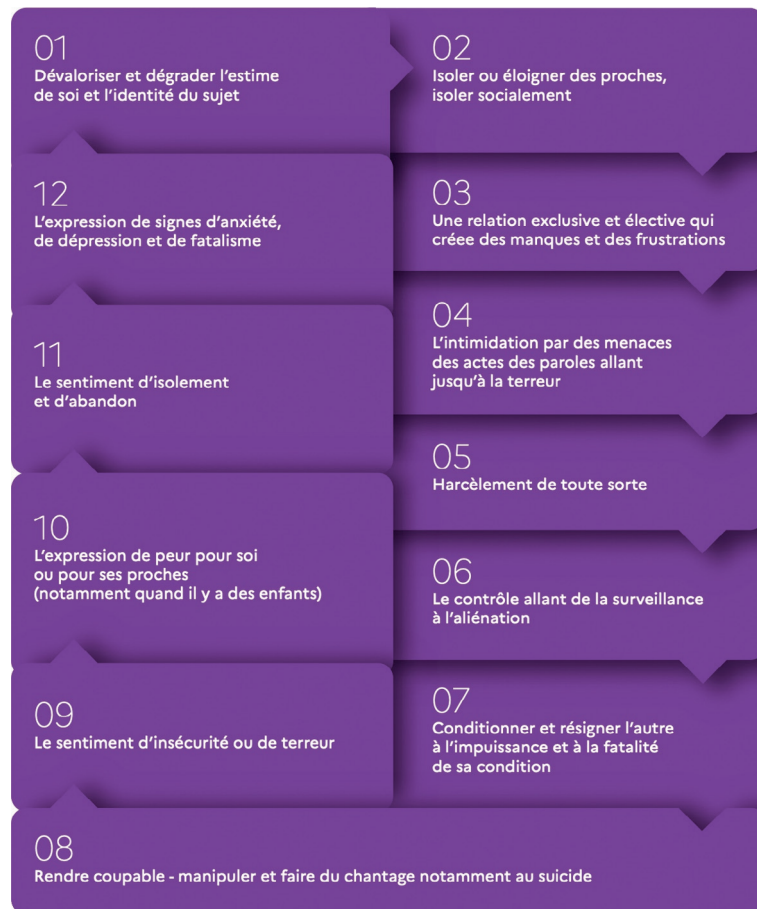 01
Dévaloriser et dégrader l'estime
de soi et l'identité du sujet
02
Isoler ou éloigner des proches,
isoler socialement
03
Une relation exclusive et élective qui
créee des manques et des frustrations
04
L'intimidation par des menaces
des actes des paroles allant
jusqu'à la terreur
05
Harcèlement de toute sorte
06
Le contrôle allant de la surveillance
à l'aliénation
07
Conditionner et résigner l'autre
à l'impuissance et à la fatalité
de sa condition
08
Rendre coupable - manipuler et faire du chantage notamment au suicide
09
Le sentiment d'insécurité ou de terreur
10
L'expression de peur pour soi
ou pour ses proches
(notamment quand il y a des enfants)
11
Le sentiment d'isolement
et d'abandon
12
L'expression de signes d'anxiété,
de dépression et de fatalisme